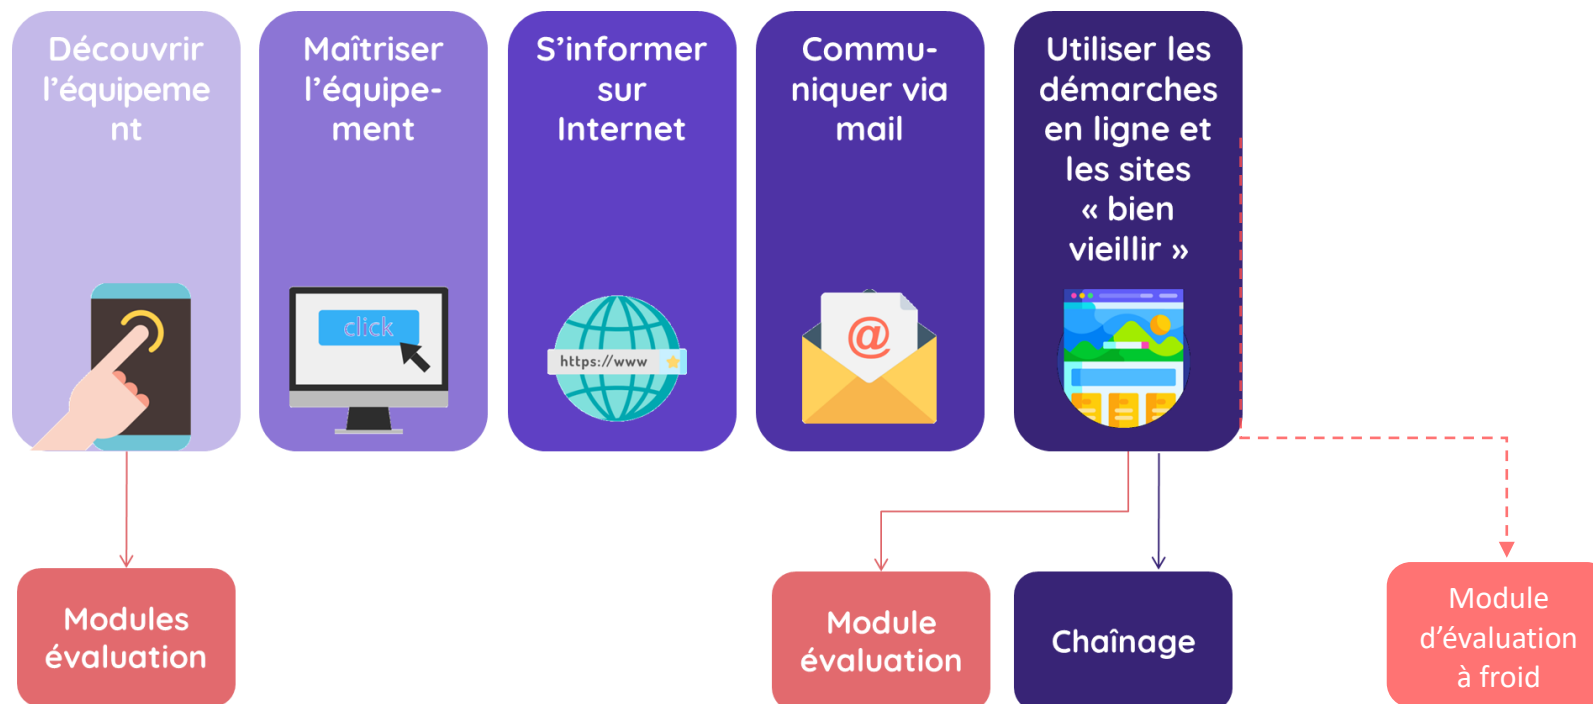 Découvrir
l’équipeme
nt
Maîtriser
l’équipe-
ment
click
S’informer
sur
Internet
https://www
Commu-
niquer via
mail
@
Utiliser les
démarches
en ligne et
les sites
« bien
vieillir »
Modules
évaluation
Module
évaluation
Chaînage
Module
d’évaluation
à froid